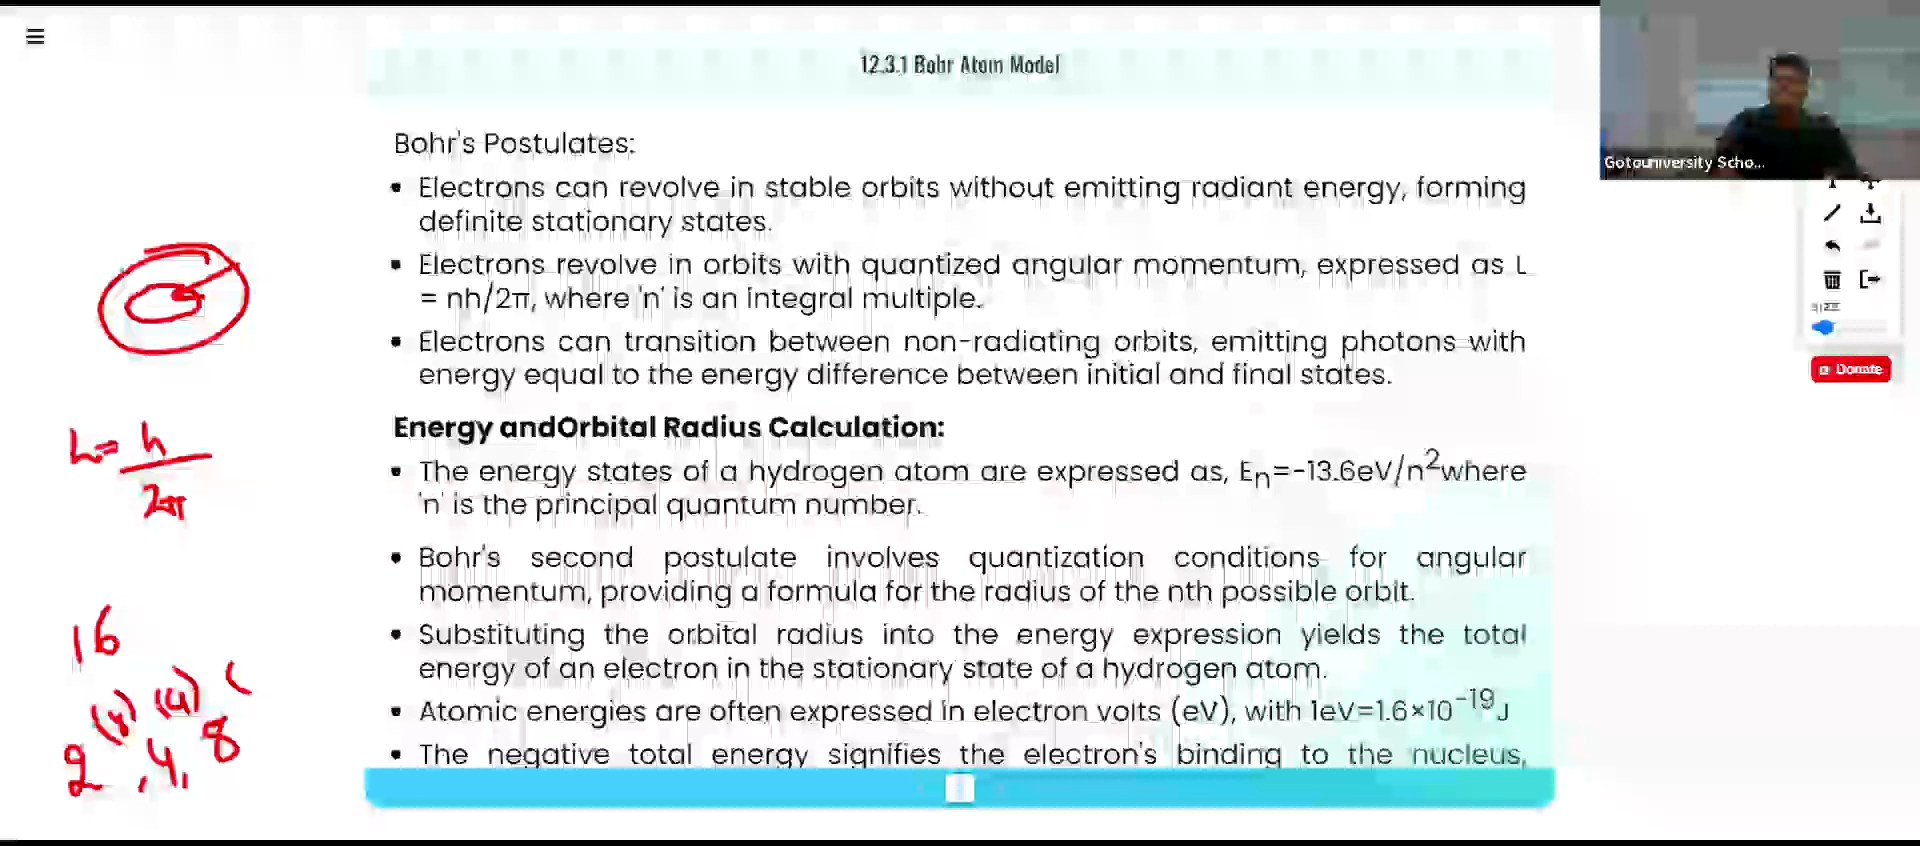 12.3.1 Bohr Atom Model
Gotouniversity Scho...
Bohr's Postulates:
• Electrons can revolve in stable orbits without emitting radiant energy, forming
definite stationary states.
• Electrons revolve in orbits with quantized angular momentum, expressed as L
= nh/2π, where 'n' is an integral multiple.
• Electrons can transition between non-radiating orbits, emitting photons with
energy equal to the energy difference between initial and final states.
SIZE
Donate
Energy andOrbital Radius Calculation:
• The energy states of a hydrogen atom are expressed as, Eₙ=-13.6eV/n²where
'n' is the principal quantum number.
• Bohr's second postulate involves quantization conditions for angular
momentum, providing a formula for the radius of the nth possible orbit.
• Substituting the orbital radius into the energy expression yields the total
energy of an electron in the stationary state of a hydrogen atom.
• Atomic energies are often expressed in electron volts (eV), with 1eV=1.6×10⁻¹⁹J
• The negative total energy signifies the electron's binding to the nucleus,
L = h
2π
16
(8) (4) (
2 , 4, 8